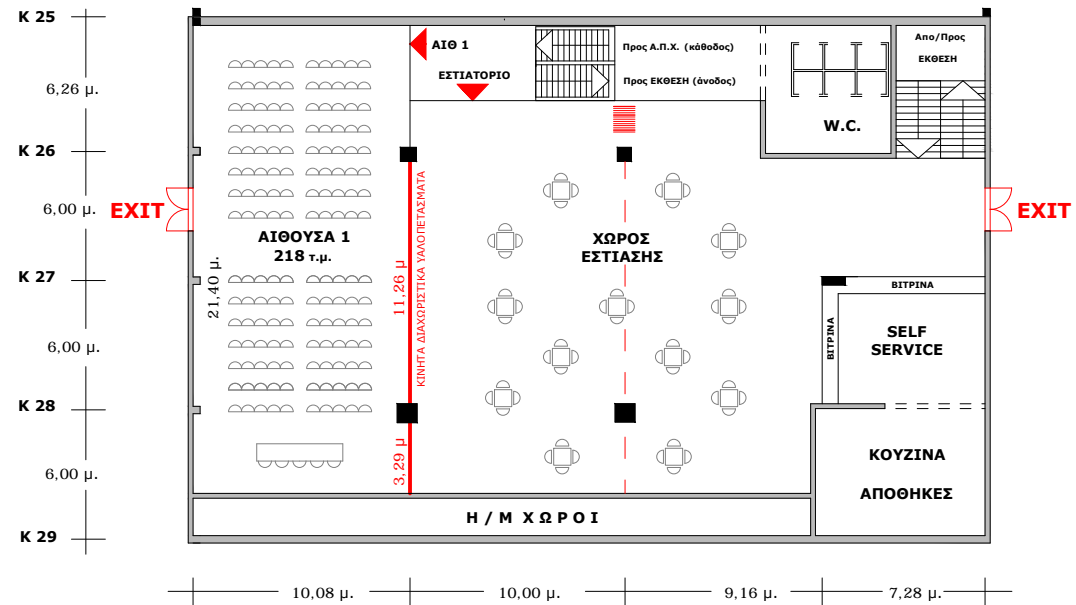 Κ 25
6,26 μ.
Κ 26
6,00 μ.
Κ 27
6,00 μ.
Κ 28
6,00 μ.
Κ 29
ΑΙΘ 1
ΕΣΤΙΑΤΟΡΙΟ
Προς Α.Π.Χ. (κάθοδος)
Προς ΕΚΘΕΣΗ (άνοδος)
W.C.
Απο/Προς
ΕΚΘΕΣΗ
EXIT
EXIT
ΑΙΘΟΥΣΑ 1
218 τ.μ.
21,40 μ.
11,26 μ
3,29 μ
ΚΙΝΗΤΑ ΔΙΑΧΩΡΙΣΤΙΚΑ ΥΑΛΟΠΕΤΑΣΜΑΤΑ
ΧΩΡΟΣ
ΕΣΤΙΑΣΗΣ
ΒΙΤΡΙΝΑ
ΒΙΤΡΙΝΑ
SELF
SERVICE
ΚΟΥΖΙΝΑ
ΑΠΟΘΗΚΕΣ
Η / Μ Χ Ω Ρ Ο Ι
10,08 μ.
10,00 μ.
9,16 μ.
7,28 μ.